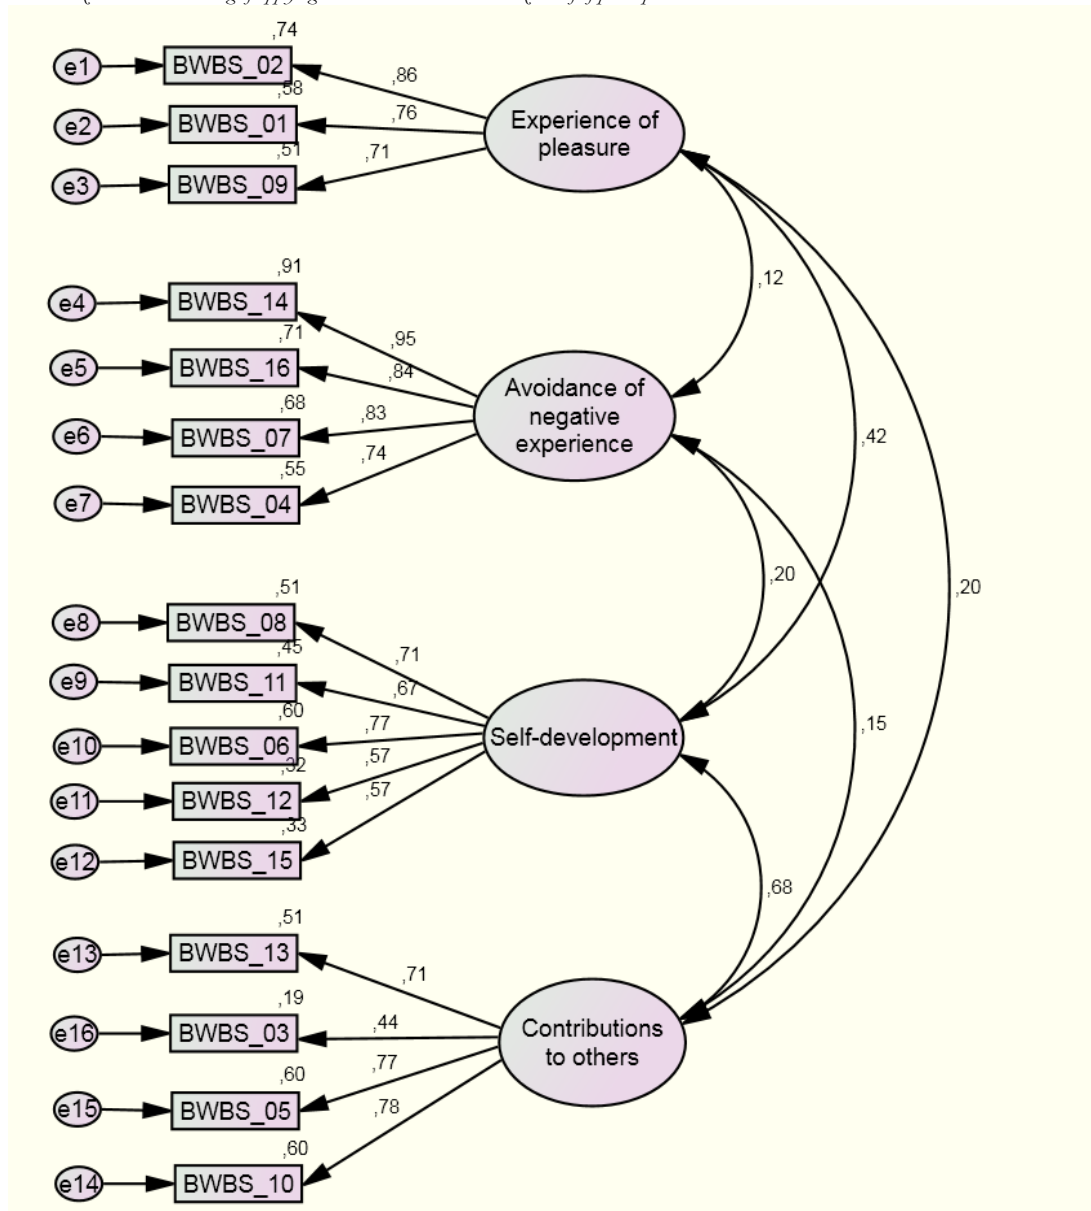 ,74
e1 BWBS_02 ,86
,58
e2 BWBS_01 ,76
,51
e3 BWBS_09 ,71
Experience of
pleasure
,12
,91
e4 BWBS_14 ,95
,71
e5 BWBS_16 ,84
,68
e6 BWBS_07 ,83
,55
e7 BWBS_04 ,74
Avoidance of
negative
experience
,42
,20
,20
,51
e8 BWBS_08 ,71
,45
e9 BWBS_11 ,67
,60
e10 BWBS_06 ,77
,32
e11 BWBS_12 ,57
,33
e12 BWBS_15 ,57
Self-development
,15
,68
,51
e13 BWBS_13 ,71
,19
e16 BWBS_03 ,44
,60
e15 BWBS_05 ,77
,60
e14 BWBS_10 ,78
Contributions
to others